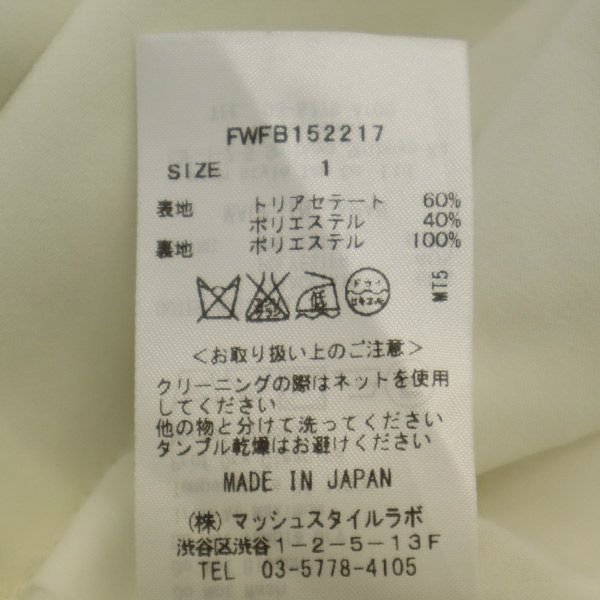 FWFB152217
SIZE 1
表地 トリアセテート 60%
ポリエステル 40%
裏地 ポリエステル 100%
低
MT5
<お取り扱い上のご注意>
クリーニングの際はネットを使用
してください
他の物と分けて洗ってください
タンブル乾燥はお避けください
MADE IN JAPAN
(株)マッシュスタイルラボ
渋谷区渋谷1-2-5-13F
TEL 03-5778-4105